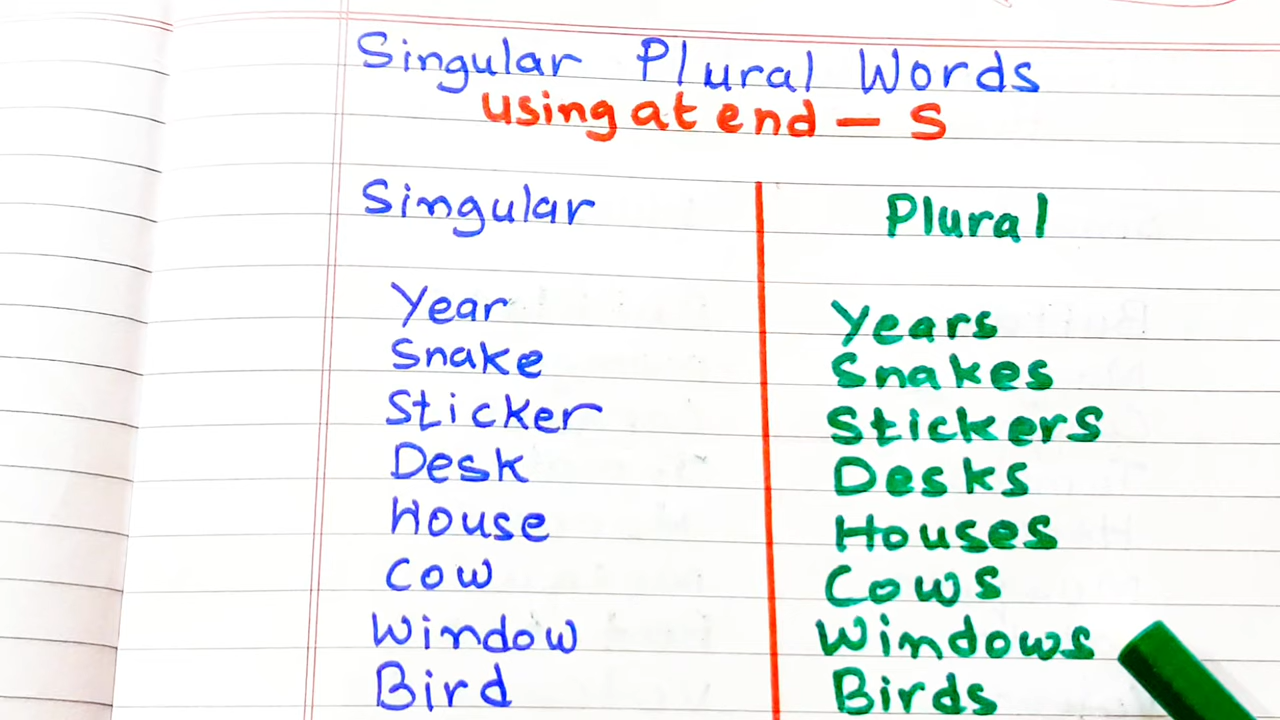 Singular Plural Words
using at end - S
Singular Plural
Year Years
Snake Snakes
Sticker Stickers
Desk Desks
House Houses
Cow Cows
Window Windows
Bird Birds